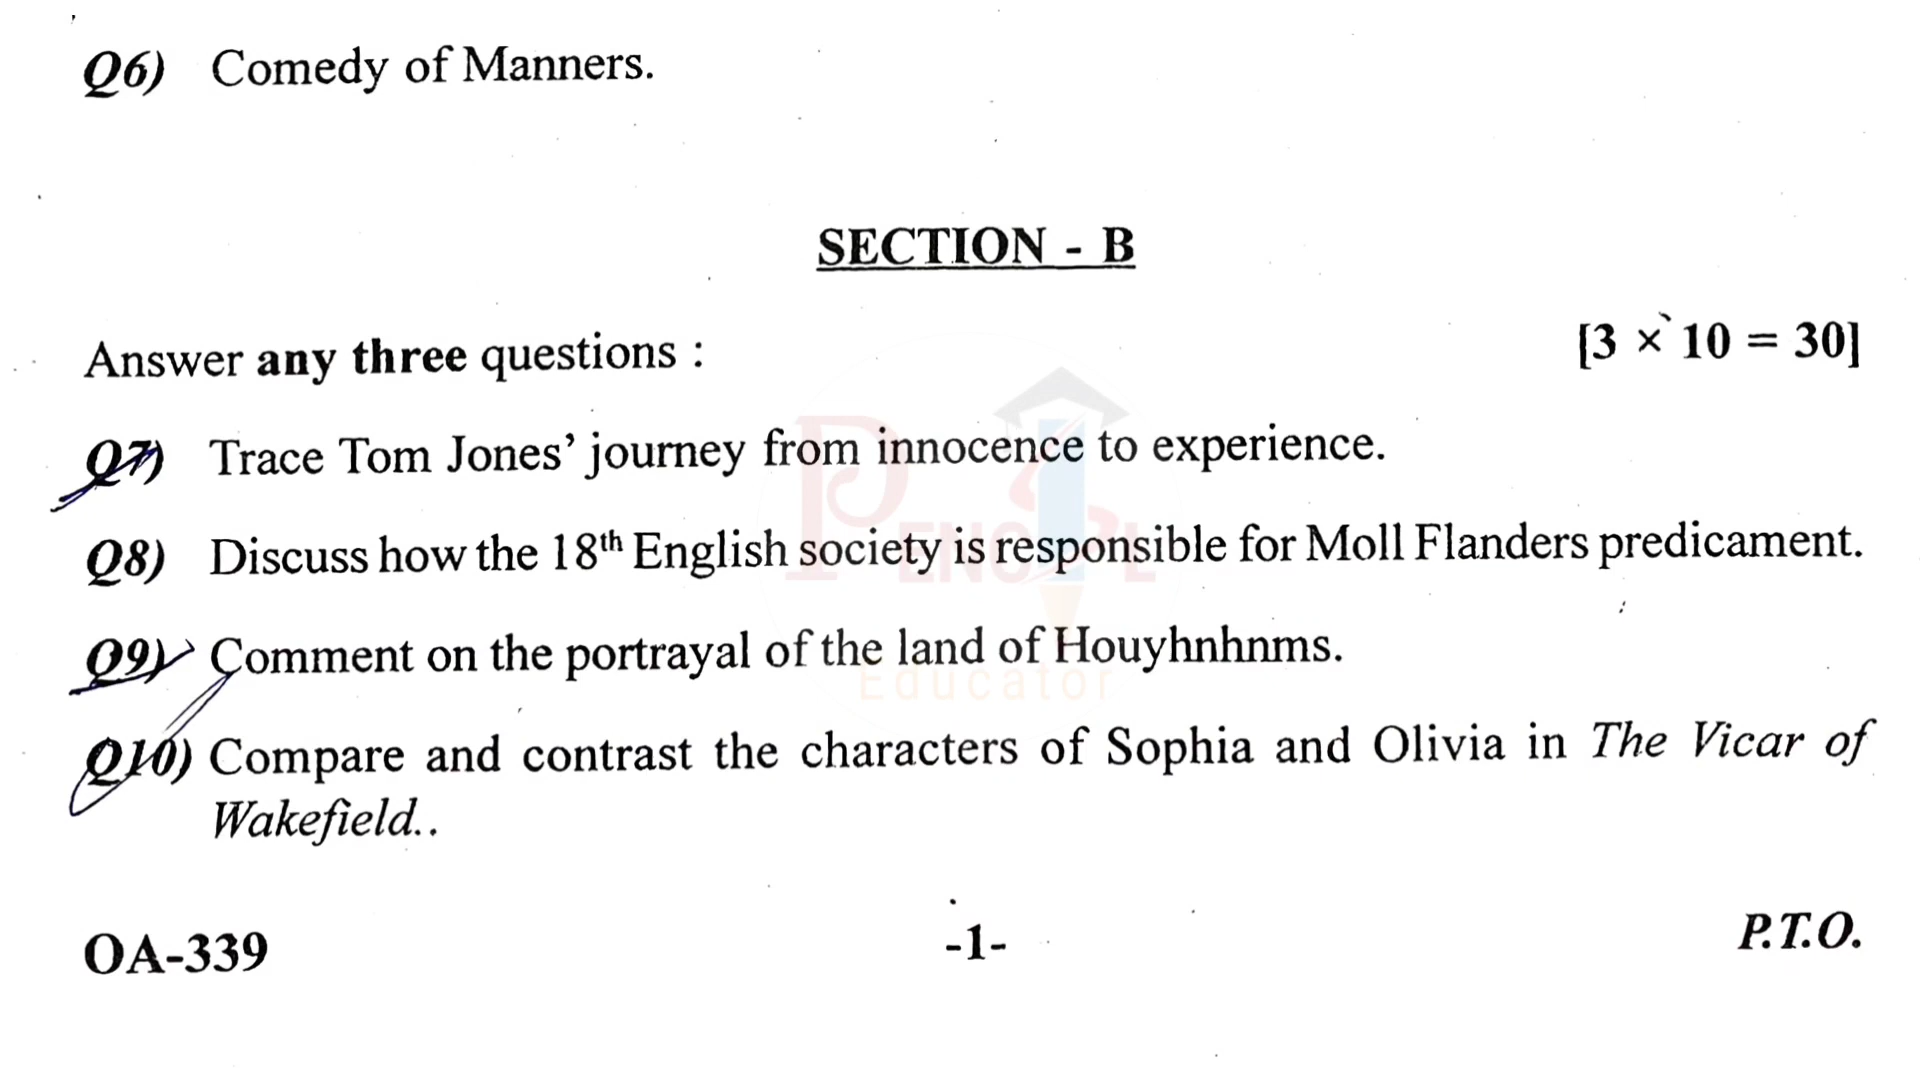 Q6) Comedy of Manners.
SECTION - B
Answer any three questions : [3 × 10 = 30]
Q7) Trace Tom Jones' journey from innocence to experience.
Q8) Discuss how the 18th English society is responsible for Moll Flanders predicament.
Q9) Comment on the portrayal of the land of Houyhnhnms.
Q10) Compare and contrast the characters of Sophia and Olivia in The Vicar of
Wakefield..
OA-339 -1- P.T.O.
PENCIL
Educator